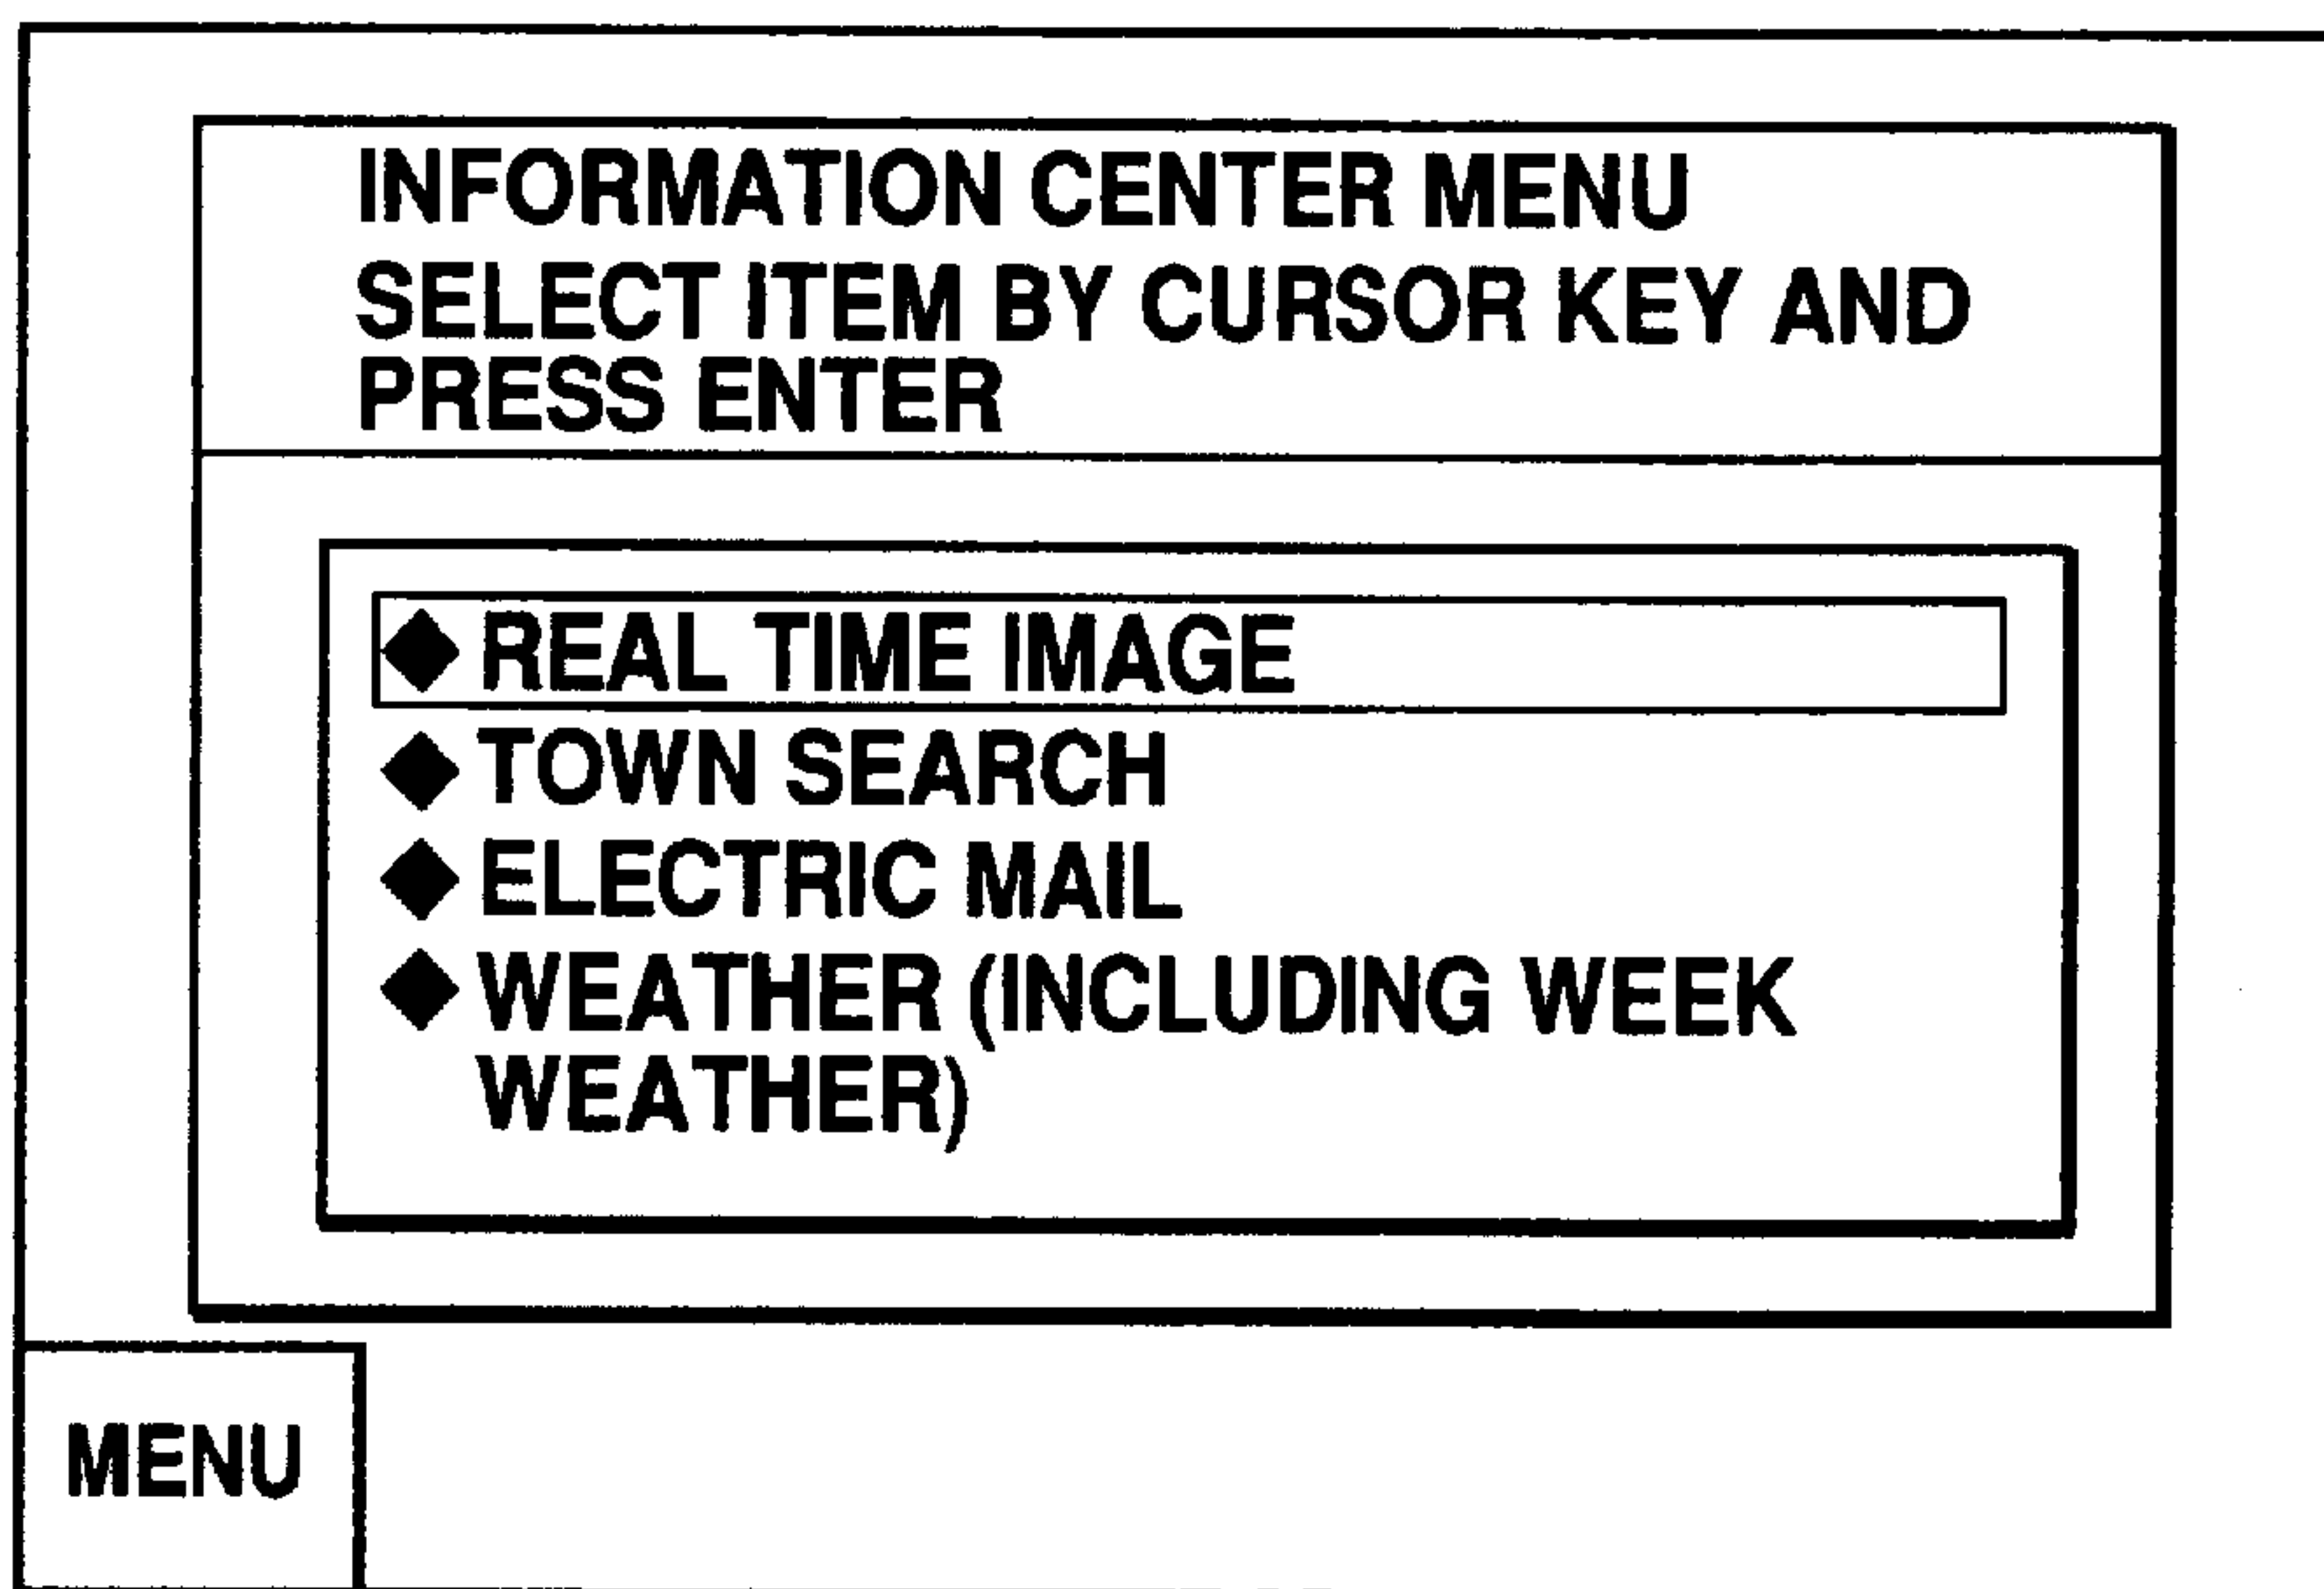 INFORMATION CENTER MENU
SELECT ITEM BY CURSOR KEY AND
PRESS ENTER
◆ REAL TIME IMAGE
◆ TOWN SEARCH
◆ ELECTRIC MAIL
◆ WEATHER (INCLUDING WEEK
WEATHER)
MENU